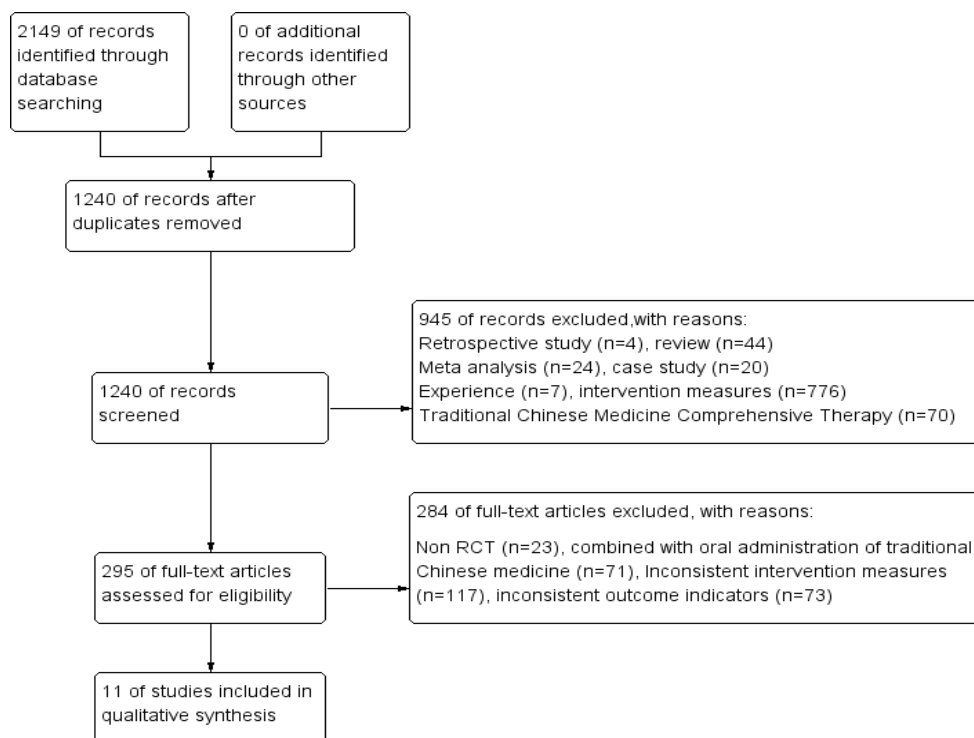 2149 of records
identified through
database
searching
0 of additional
records identified
through other
sources
1240 of records after
duplicates removed
945 of records excluded,with reasons:
Retrospective study (n=4), review (n=44)
Meta analysis (n=24), case study (n=20)
Experience (n=7), intervention measures (n=776)
Traditional Chinese Medicine Comprehensive Therapy (n=70)
1240 of records
screened
284 of full-text articles excluded, with reasons:
Non RCT (n=23), combined with oral administration of traditional
Chinese medicine (n=71), Inconsistent intervention measures
(n=117), inconsistent outcome indicators (n=73)
295 of full-text articles
assessed for eligibility
11 of studies included in
qualitative synthesis